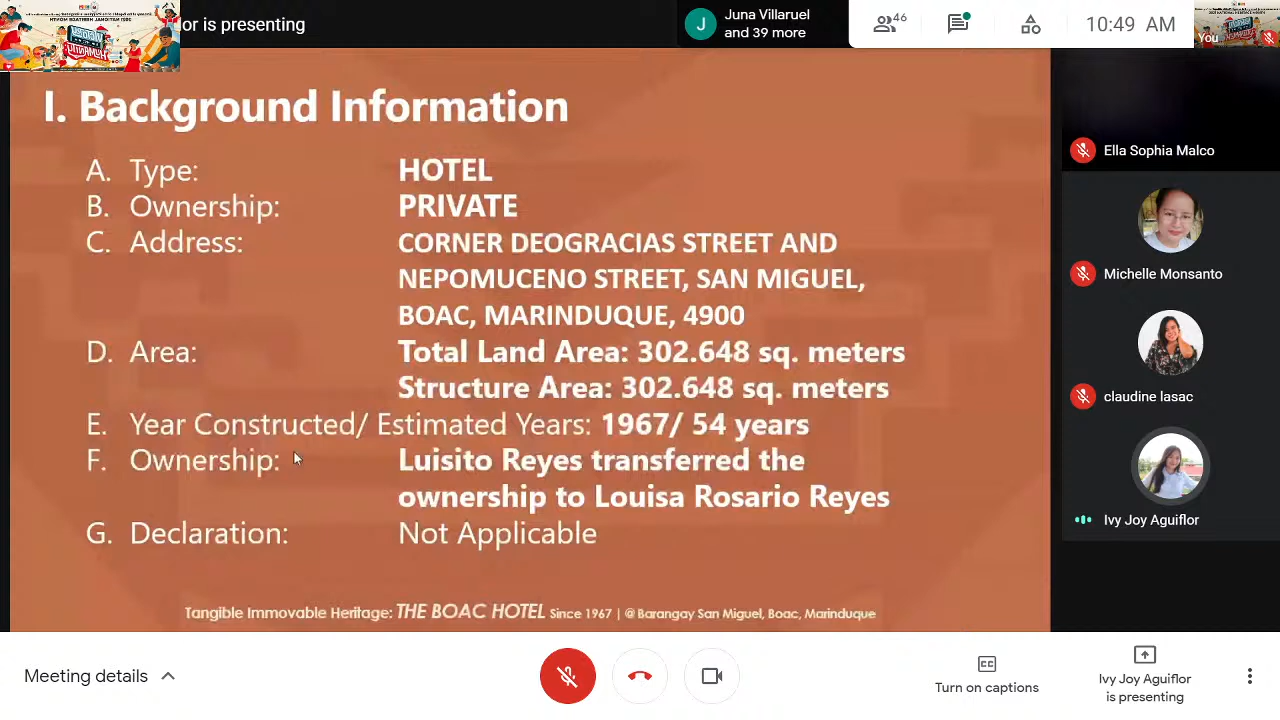 or is presenting
Juna Villaruel
and 39 more
J
46
10:49 AM
You
I. Background Information
A. Type: HOTEL
B. Ownership: PRIVATE
C. Address: CORNER DEOGRACIAS STREET AND
NEPOMUCENO STREET, SAN MIGUEL,
BOAC, MARINDUQUE, 4900
D. Area: Total Land Area: 302.648 sq. meters
Structure Area: 302.648 sq. meters
E. Year Constructed/ Estimated Years: 1967/ 54 years
F. Ownership: Luisito Reyes transferred the
ownership to Louisa Rosario Reyes
G. Declaration: Not Applicable
Tangible Immovable Heritage: THE BOAC HOTEL Since 1967 | @ Barangay San Miguel, Boac, Marinduque
Ella Sophia Malco
Michelle Monsanto
claudine lasac
Ivy Joy Aguiflor
Meeting details
Turn on captions
Ivy Joy Aguiflor
is presenting